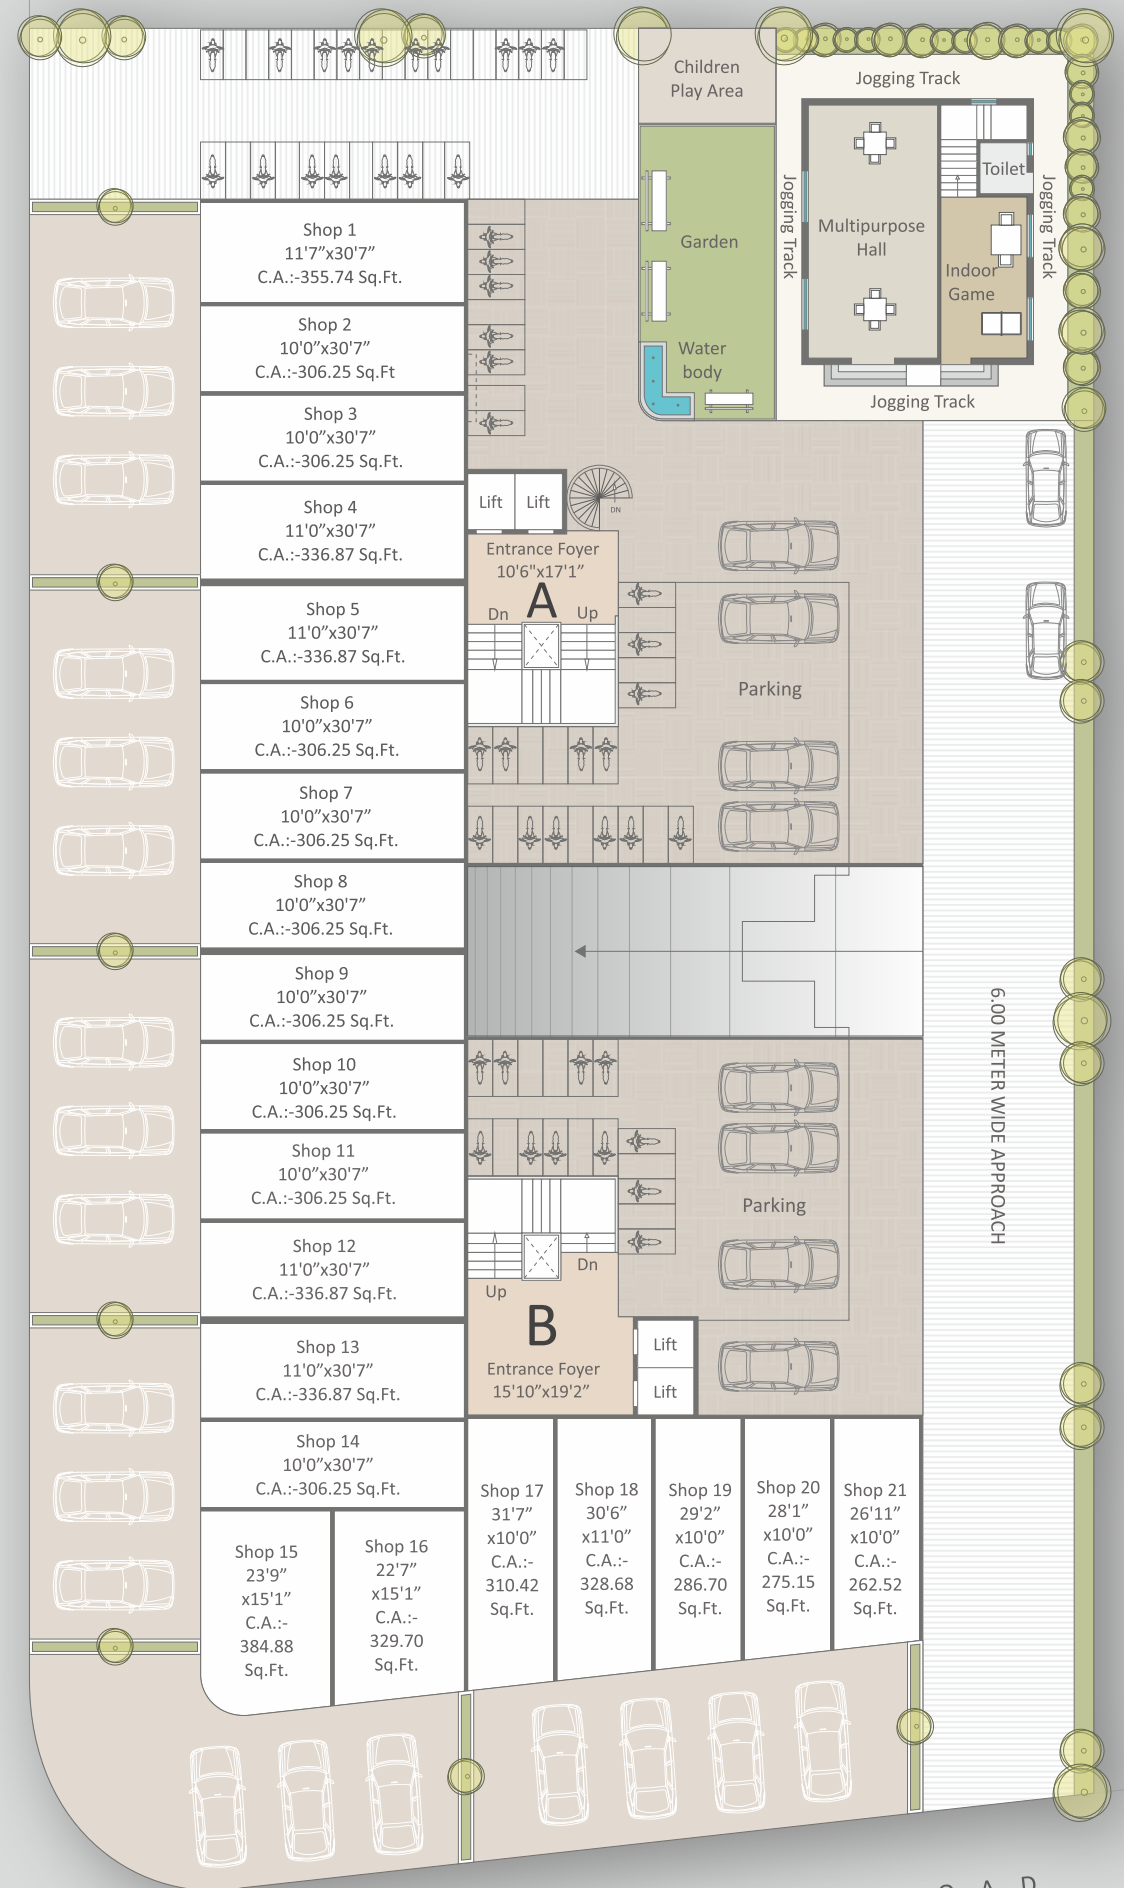 Children
Play Area
Jogging Track
Toilet
Jogging Track
Multipurpose
Hall
Jogging Track
Indoor
Game
Garden
Water
body
Jogging Track
Shop 1
11'7"x30'7"
C.A.:-355.74 Sq.Ft.
Shop 2
10'0"x30'7"
C.A.:-306.25 Sq.Ft
Shop 3
10'0"x30'7"
C.A.:-306.25 Sq.Ft.
Shop 4
11'0"x30'7"
C.A.:-336.87 Sq.Ft.
Lift
Lift
DN
Entrance Foyer
10'6"x17'1"
A
Dn
Up
Shop 5
11'0"x30'7"
C.A.:-336.87 Sq.Ft.
Shop 6
10'0"x30'7"
C.A.:-306.25 Sq.Ft.
Parking
Shop 7
10'0"x30'7"
C.A.:-306.25 Sq.Ft.
Shop 8
10'0"x30'7"
C.A.:-306.25 Sq.Ft.
Shop 9
10'0"x30'7"
C.A.:-306.25 Sq.Ft.
6.00 METER WIDE APPROACH
Shop 10
10'0"x30'7"
C.A.:-306.25 Sq.Ft.
Shop 11
10'0"x30'7"
C.A.:-306.25 Sq.Ft.
Parking
Shop 12
11'0"x30'7"
C.A.:-336.87 Sq.Ft.
Dn
Up
B
Entrance Foyer
15'10"x19'2"
Lift
Lift
Shop 13
11'0"x30'7"
C.A.:-336.87 Sq.Ft.
Shop 14
10'0"x30'7"
C.A.:-306.25 Sq.Ft.
Shop 15
23'9"
x15'1"
C.A.:-
384.88
Sq.Ft.
Shop 16
22'7"
x15'1"
C.A.:-
329.70
Sq.Ft.
Shop 17
31'7"
x10'0"
C.A.:-
310.42
Sq.Ft.
Shop 18
30'6"
x11'0"
C.A.:-
328.68
Sq.Ft.
Shop 19
29'2"
x10'0"
C.A.:-
286.70
Sq.Ft.
Shop 20
28'1"
x10'0"
C.A.:-
275.15
Sq.Ft.
Shop 21
26'11"
x10'0"
C.A.:-
262.52
Sq.Ft.